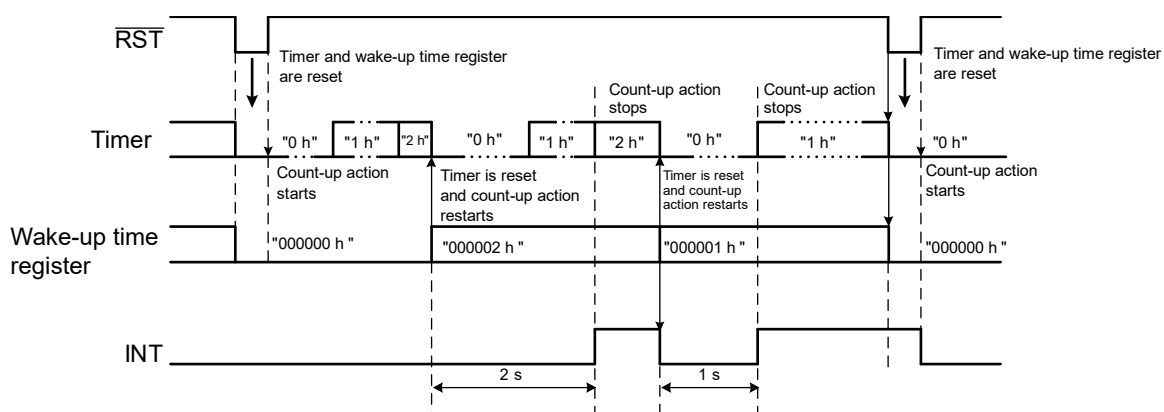 RST
Timer and wake-up time register
are reset
Timer and wake-up time register
are reset
Count-up action
stops
Count-up action
stops
Timer
"0 h"
"1 h"
"2 h"
"0 h"
"1 h"
"2 h"
"0 h"
"1 h"
"0 h"
Count-up action
starts
Timer is reset
and count-up action
restarts
Timer is reset
and count-up
action restarts
Count-up action
starts
Wake-up time
register
"000000 h "
"000002 h "
"000001 h "
"000000 h "
INT
2 s
1 s